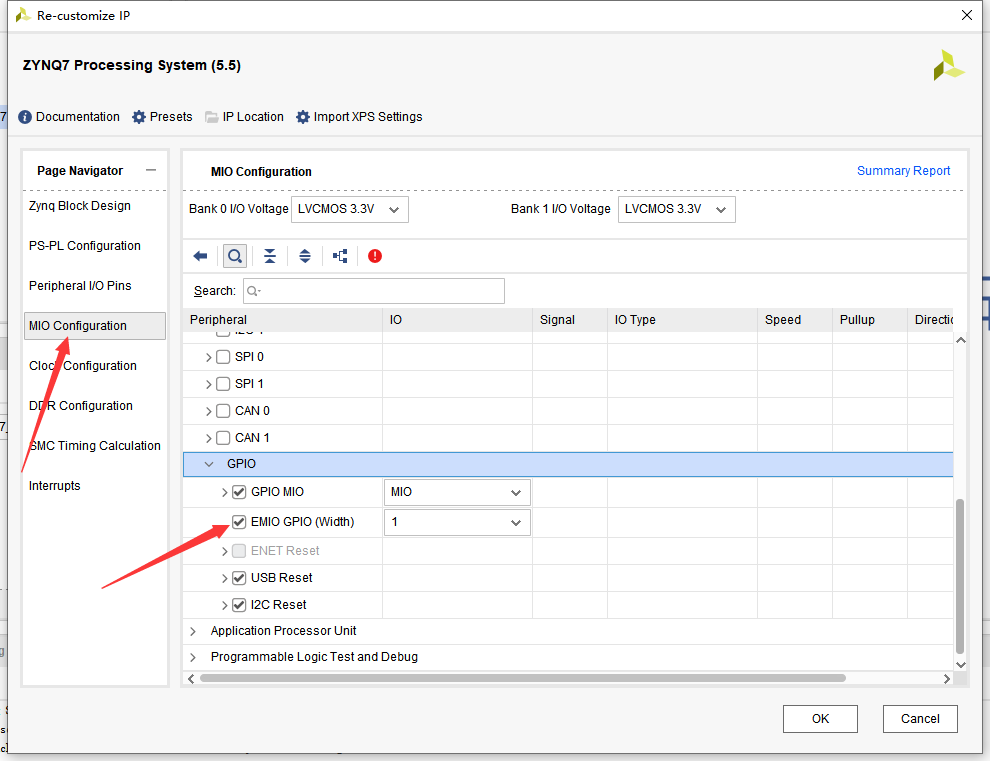 Re-customize IP
ZYNQ7 Processing System (5.5)
Documentation Presets IP Location Import XPS Settings
Page Navigator
Zynq Block Design
PS-PL Configuration
Peripheral I/O Pins
MIO Configuration
Clock Configuration
DDR Configuration
SMC Timing Calculation
Interrupts
MIO Configuration Summary Report
Bank 0 I/O Voltage LVCMOS 3.3V Bank 1 I/O Voltage LVCMOS 3.3V
Search:
Peripheral IO Signal IO Type Speed Pullup
SPI 0
SPI 1
CAN 0
CAN 1
GPIO
GPIO MIO MIO
EMIO GPIO (Width) 1
ENET Reset
USB Reset
I2C Reset
Application Processor Unit
Programmable Logic Test and Debug
OK Cancel